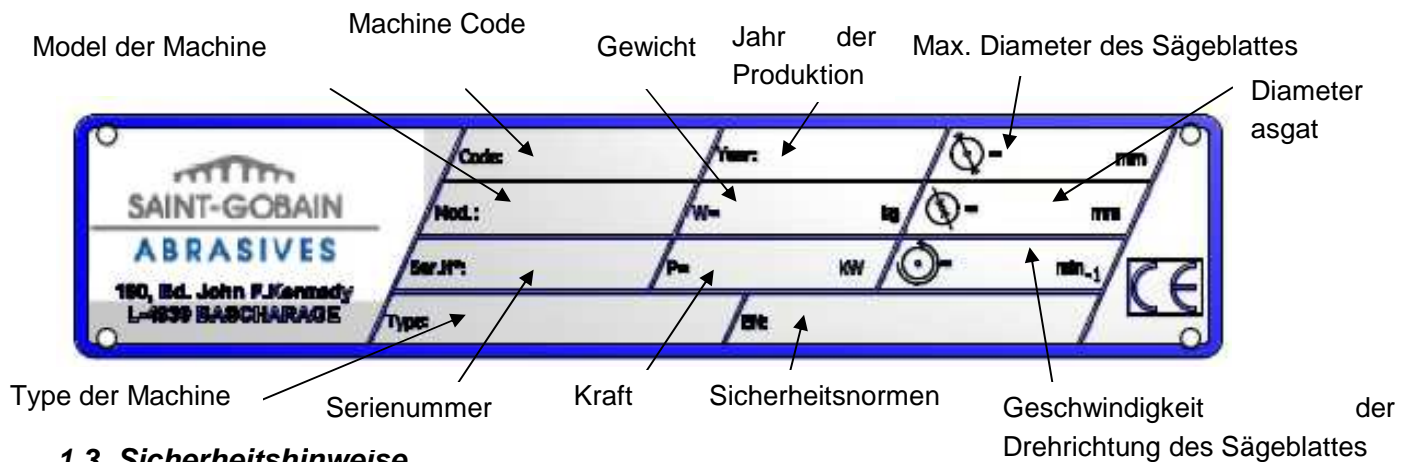 Machine Code
Model der Machine
Gewicht
Jahr der
Produktion
Max. Diameter des Sägeblattes
Diameter
asgat
SAINT-GOBAIN
ABRASIVES
190, Bd. John F.Kennedy
L-4930 BASCHARAGE
Code:
Year:
mm
Mod.:
W=
kg
mm
Ser.N°:
P=
KW
min-1
Type:
EN:
CE
Type der Machine
Serienummer
Kraft
Sicherheitsnormen
Geschwindigkeit der
Drehrichtung des Sägeblattes
1.3 Sicherheitshinweise